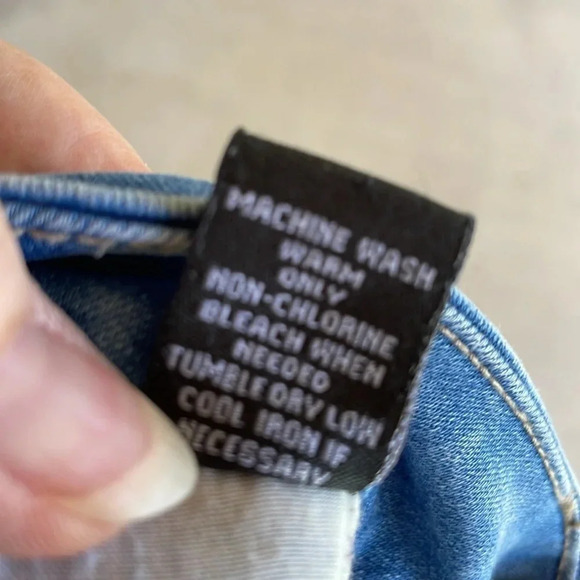 MACHINE WASH
WARM
ONLY
NON-CHLORINE
BLEACH WHEN
NEEDED
TUMBLE DRY LOW
COOL IRON IF
NECESSARY